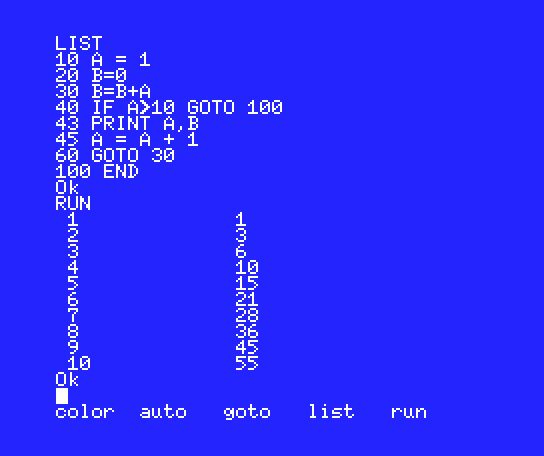 LIST
10 A = 1
20 B=0
30 B=B+A
40 IF A>10 GOTO 100
43 PRINT A,B
45 A = A + 1
60 GOTO 30
100 END
Ok
RUN
 1             1
 2             3
 3             6
 4             10
 5             15
 6             21
 7             28
 8             36
 9             45
 10            55
Ok
color  auto   goto   list   run